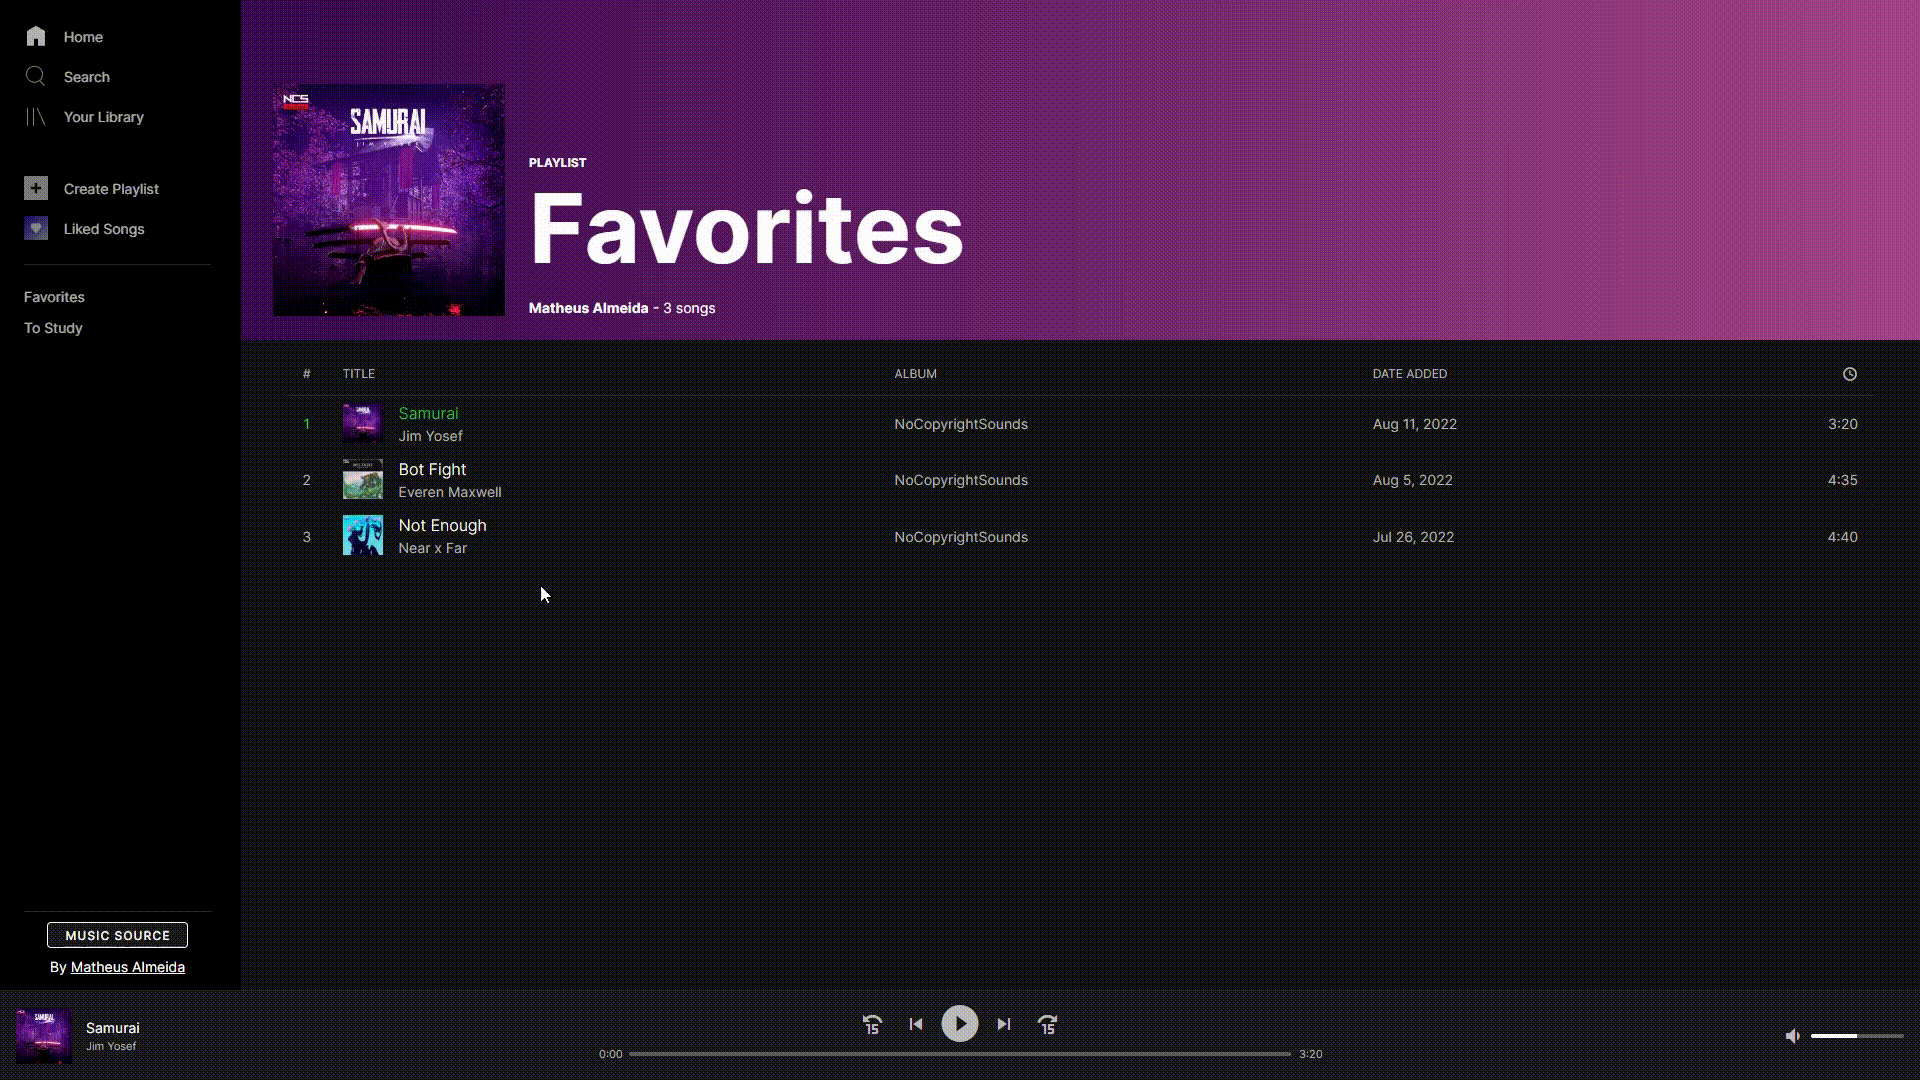 Home
Search
Your Library
Create Playlist
Liked Songs
Favorites
To Study
MUSIC SOURCE
By Matheus Almeida
NCS
SAMURAI
JIM YOSEF
PLAYLIST
Favorites
Matheus Almeida - 3 songs
# TITLE ALBUM DATE ADDED
1 Samurai NoCopyrightSounds Aug 11, 2022 3:20
Jim Yosef
2 Bot Fight NoCopyrightSounds Aug 5, 2022 4:35
Everen Maxwell
3 Not Enough NoCopyrightSounds Jul 26, 2022 4:40
Near x Far
SAMURAI
Samurai
Jim Yosef
15 15
0:00 3:20